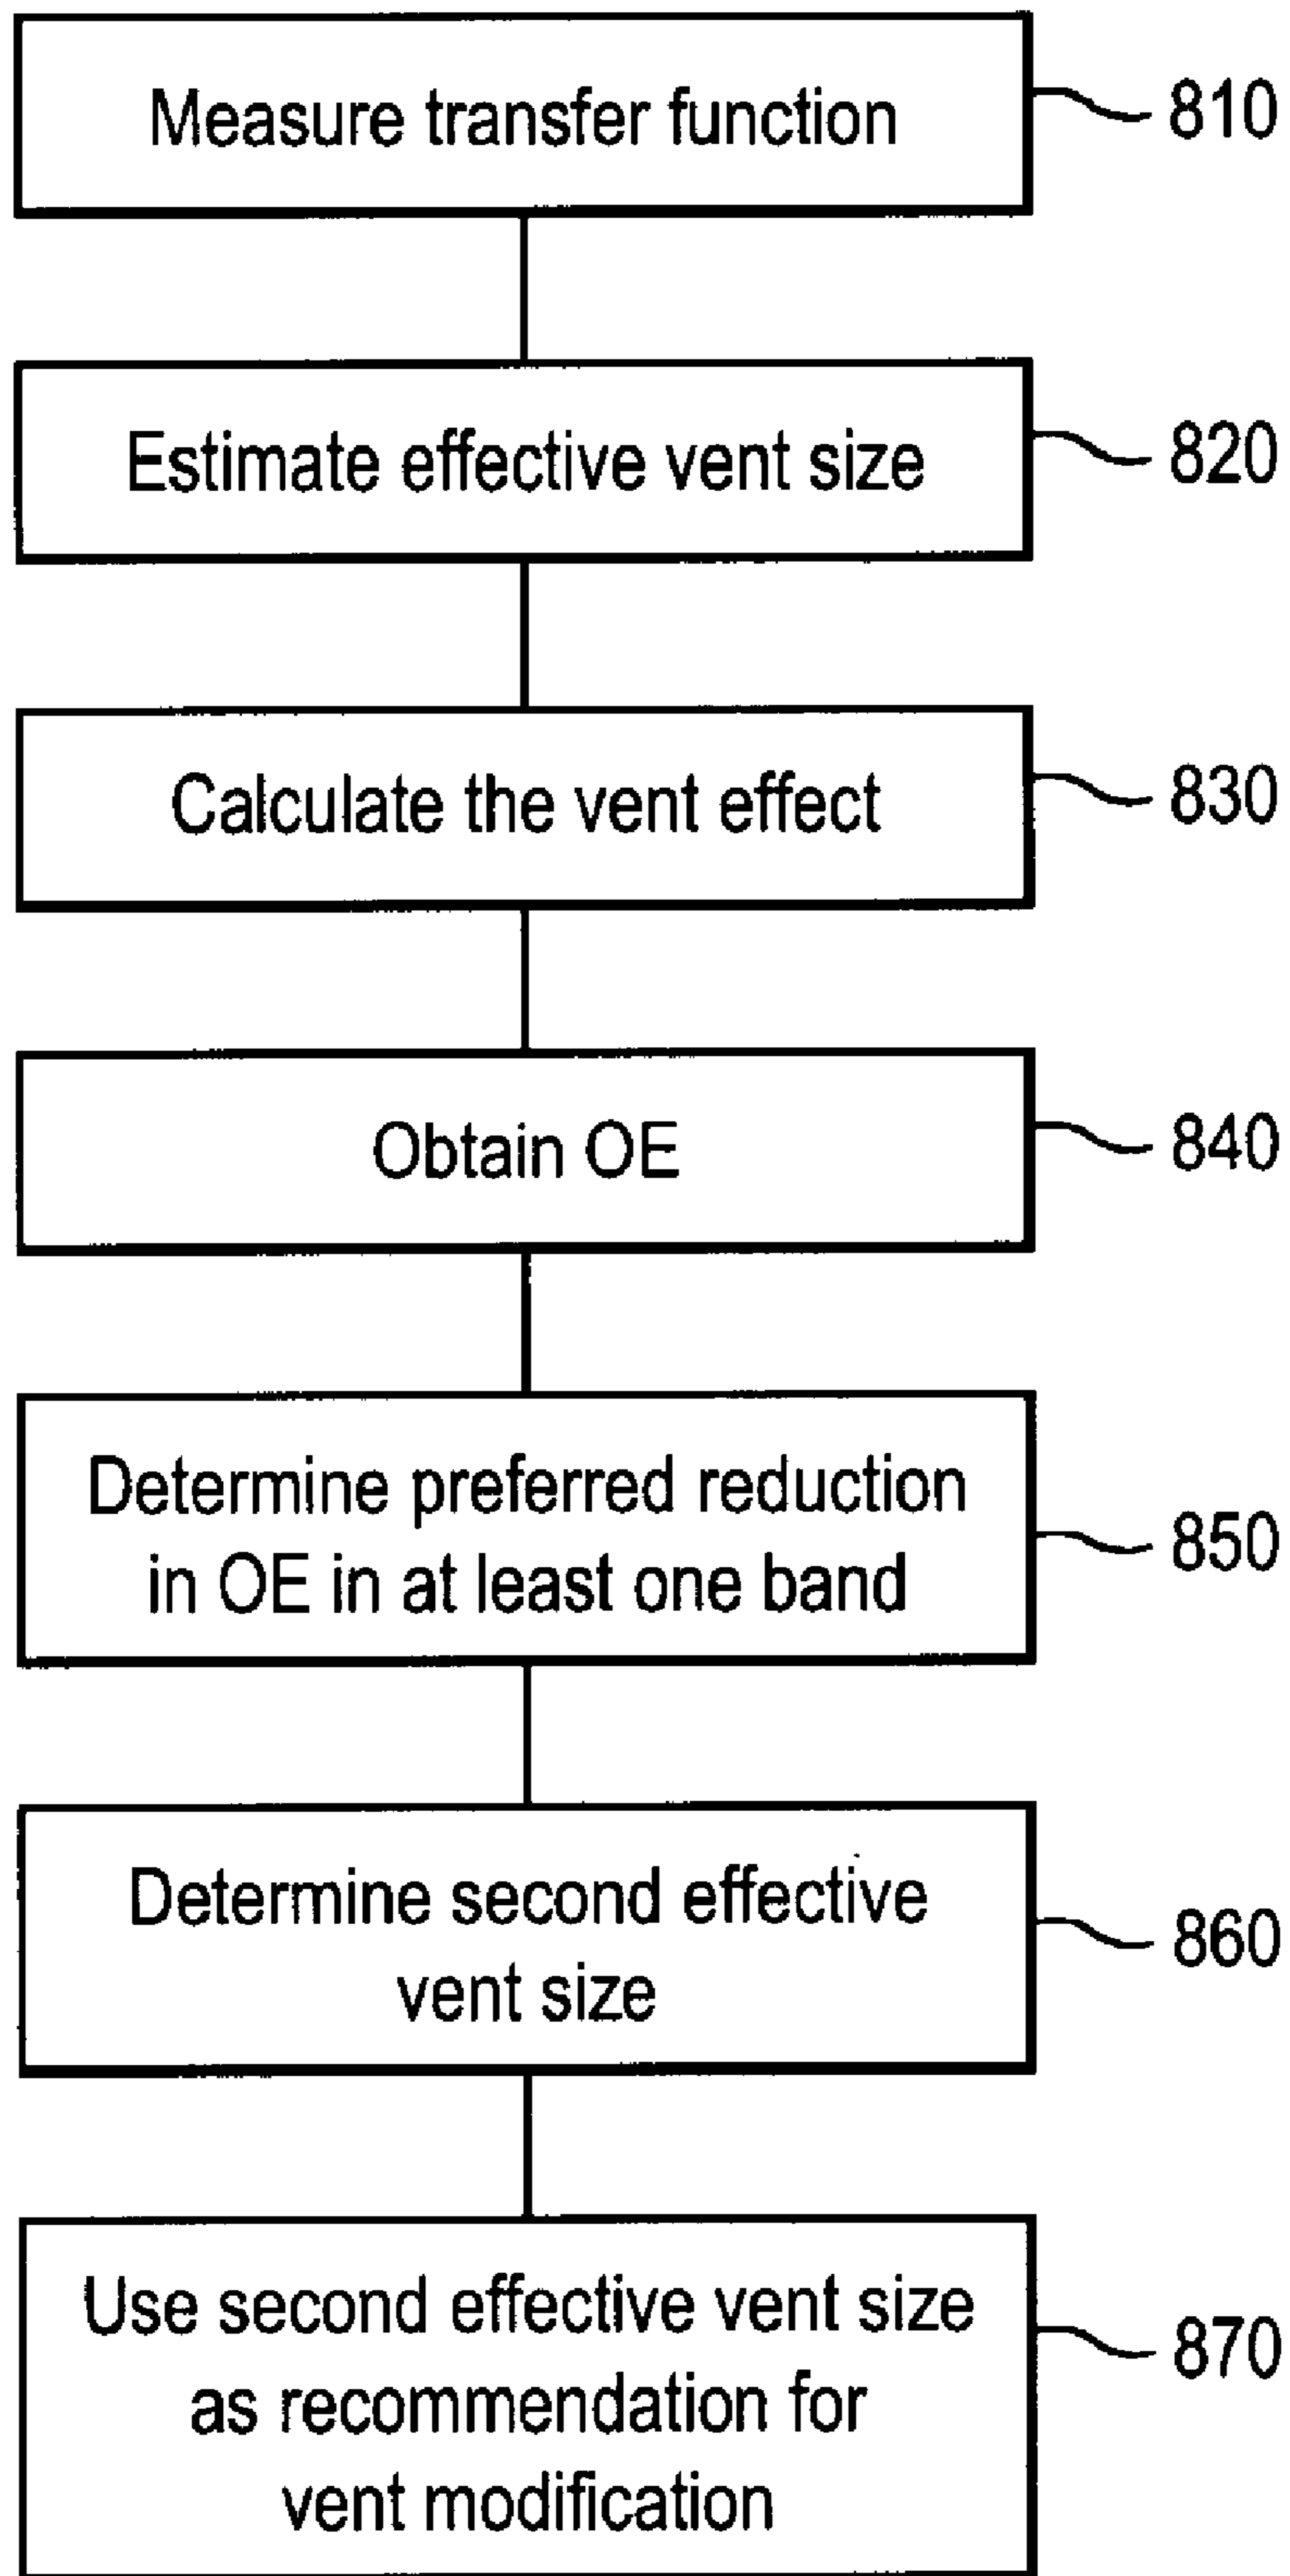 Measure transfer function
810
Estimate effective vent size
820
Calculate the vent effect
830
Obtain OE
840
Determine preferred reduction
in OE in at least one band
850
Determine second effective
vent size
860
Use second effective vent size
as recommendation for
vent modification
870